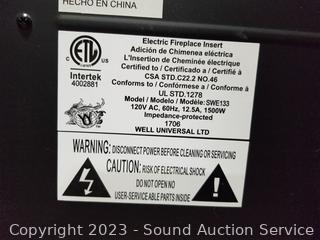 HECHO EN CHINA
Electric Fireplace Insert
Adición de Chimenea eléctrica
L'Insertion de Cheminée électrique
Certified to / Certificado a / Certifié à
CSA STD.C22.2 NO.46
Conforms to / Confórmese a / Conforme à
UL STD.1278
Model / Modelo / Modèle: SWE133
120V AC, 60Hz, 12.5A, 1500W
Impedance-protected
1706
WELL UNIVERSAL LTD
C US
ETL
Intertek
4002881
WARNING: DISCONNECT POWER BEFORE CLEANING OR SERVICING
CAUTION: RISK OF ELECTRICAL SHOCK
DO NOT OPEN NO
USER-SERVICEABLE PARTS INSIDE
Copyright 2023 - Sound Auction Service